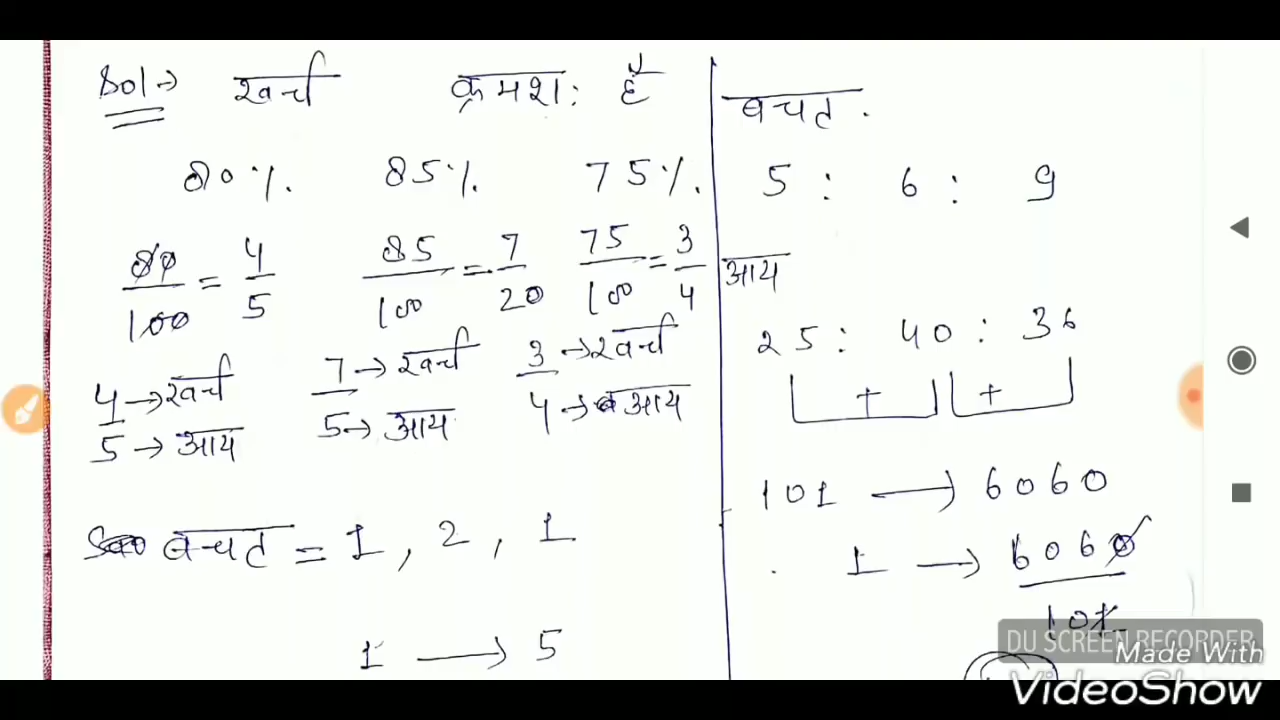 Sol→ खर्च क्रमशः है
80% 85% 75%
80/100 = 4/5 85/100 = 7/20 75/100 = 3/4
4→खर्च 7→खर्च 3→खर्च
5→आय 5→आय 4→आय
बचत = 1, 2, 1
1 → 5
बचत.
5 : 6 : 9
आय
25 : 40 : 36
+ +
101 → 6060
1 → 6060
101
DU SCREEN RECORDER
Made With
VideoShow